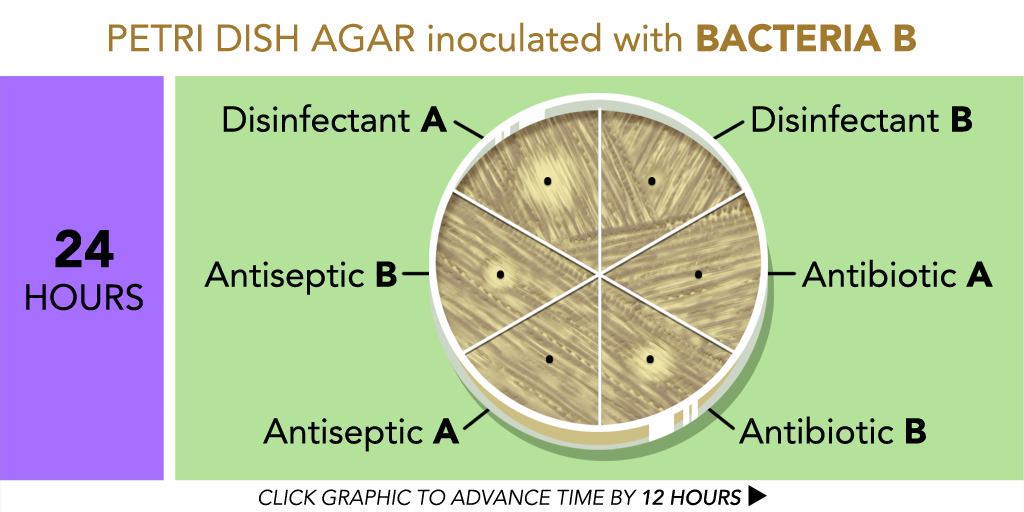 PETRI DISH AGAR inoculated with BACTERIA B
Disinfectant A
Disinfectant B
24
HOURS
Antiseptic B
Antibiotic A
Antiseptic A
Antibiotic B
CLICK GRAPHIC TO ADVANCE TIME BY 12 HOURS ▶